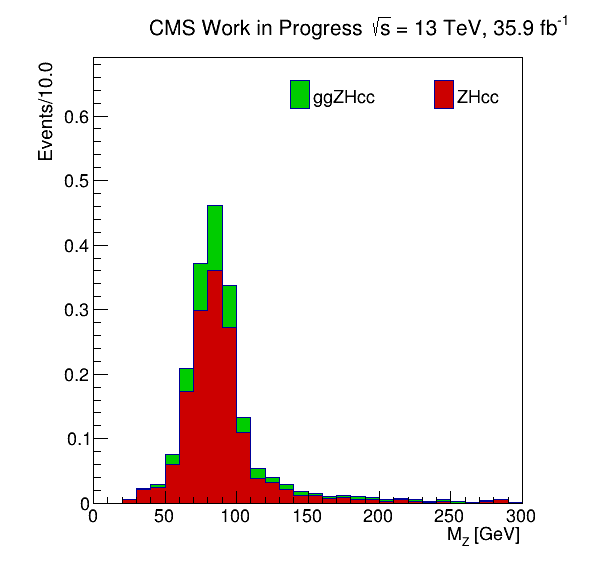 CMS Work in Progress √s = 13 TeV, 35.9 fb⁻¹
Events/10.0
ggZHcc ZHcc
0.6
0.5
0.4
0.3
0.2
0.1
0
0 50 100 150 200 250 300
M_Z [GeV]